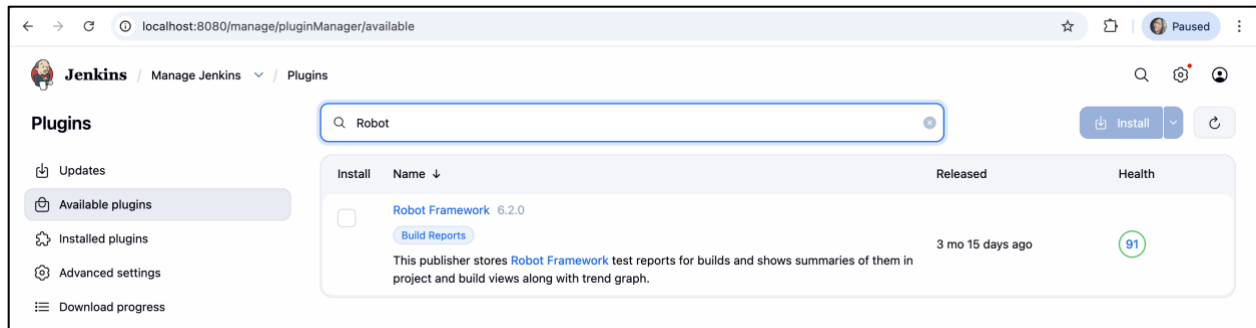 localhost:8080/manage/pluginManager/available
Paused
Jenkins / Manage Jenkins / Plugins
Plugins
Robot
Install
Updates
Available plugins
Installed plugins
Advanced settings
Download progress
Install Name ↓ Released Health
Robot Framework 6.2.0
Build Reports
This publisher stores Robot Framework test reports for builds and shows summaries of them in
project and build views along with trend graph.
3 mo 15 days ago
91